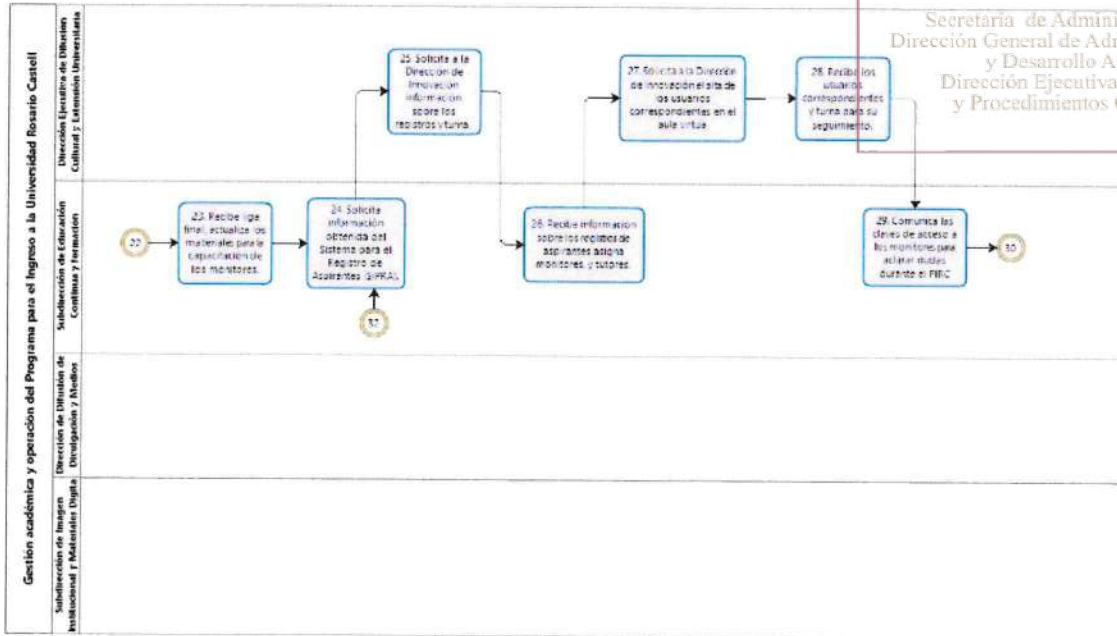 Gestión académica y operación del Programa para el Ingreso a la Universidad Rosario Castell
Dirección Ejecutiva de Difusión
Cultural y Extensión Universitaria
25. Solicita a la
Dirección de
Innovación
información
sobre los
registros y turna.
27. Solicita a la Dirección
de Innovación el alta de
los usuarios
correspondientes en el
aula virtual.
28. Recibe los
usuarios
correspondientes
y turna para su
seguimiento.
Secretaría de Admini
Dirección General de Adm
y Desarrollo A
Dirección Ejecutiva
y Procedimientos
Subdirección de Educación
Continua y Formación
22
23. Recibe liga
final, actualiza los
materiales para la
capacitación de
los monitores.
24. Solicita
información
obtenida del
Sistema para el
Registro de
Aspirantes (SIPRA).
32
26. Recibe información
sobre los registros de
aspirantes asigna
monitores, y tutores.
29. Comunica las
claves de acceso a
los monitores para
aclarar dudas
durante el PIRC
30
Dirección de Difusión de
Divulgación y Medios
Subdirección de Imagen
Institucional y Materiales Digita